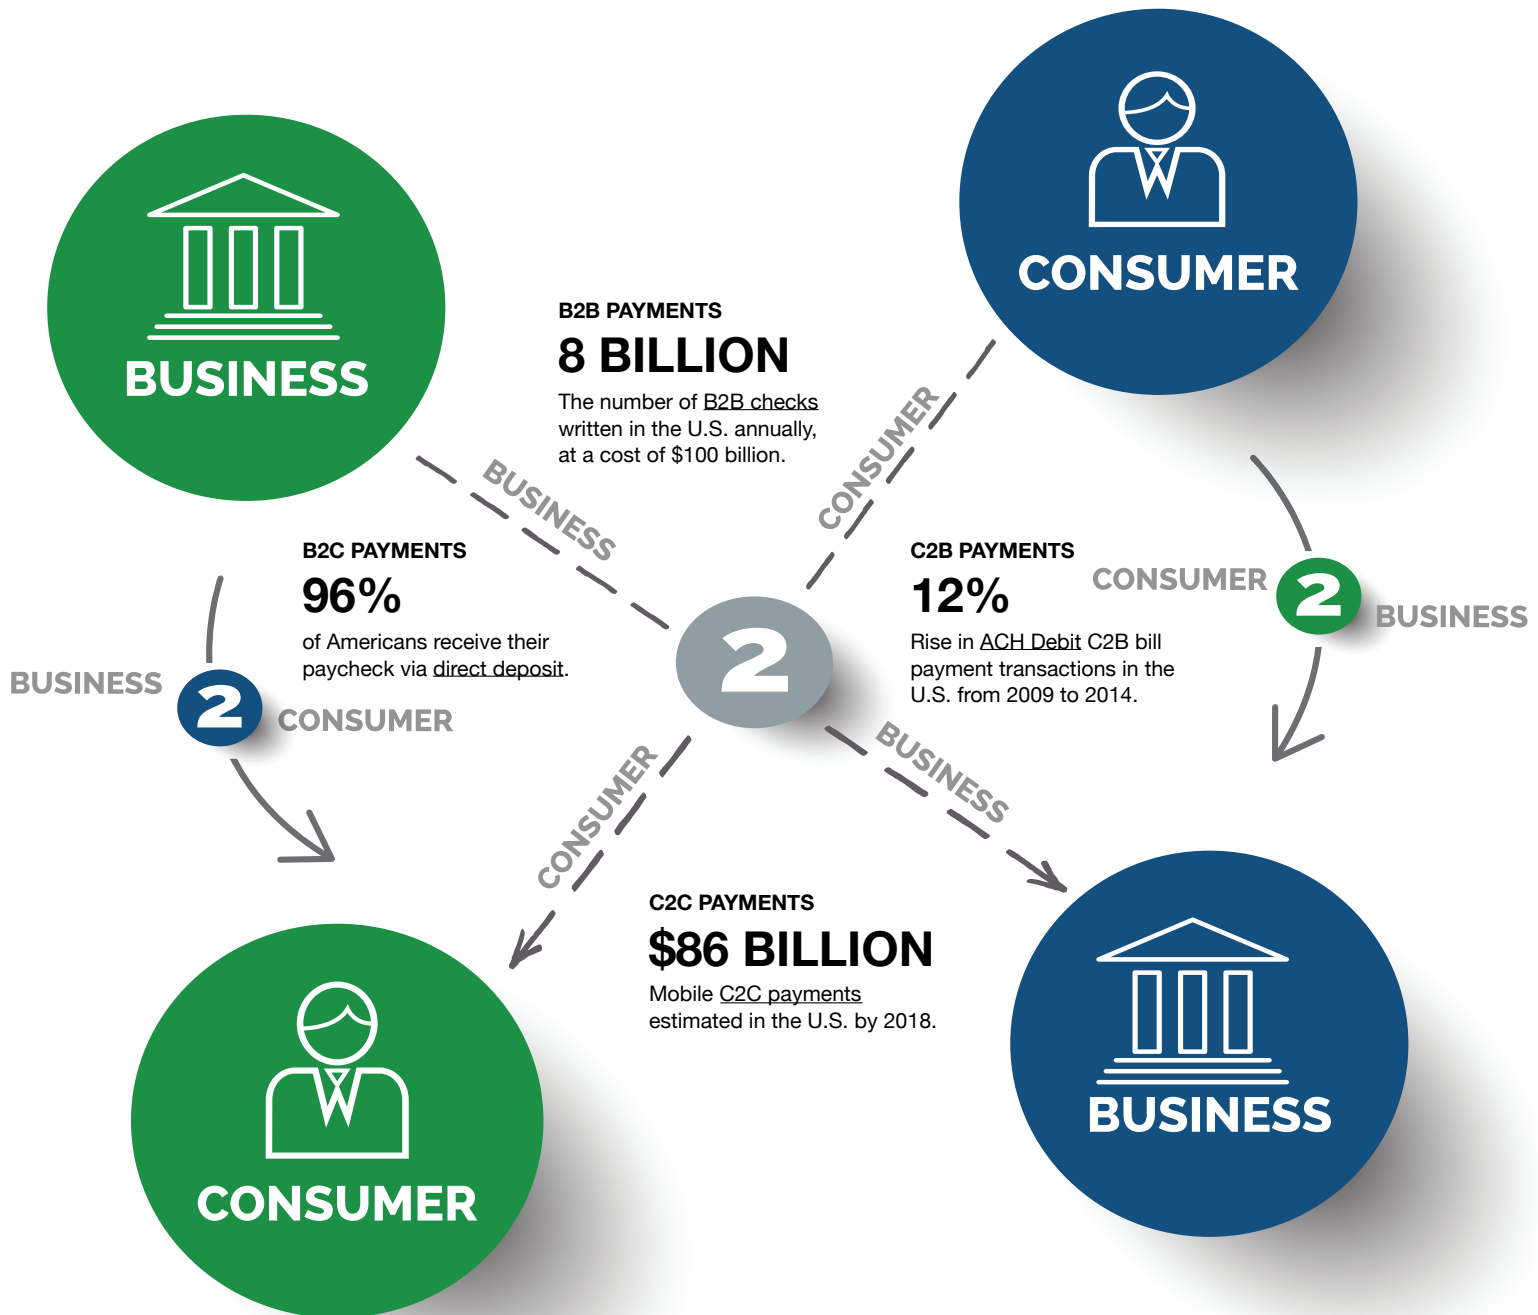 CONSUMER
BUSINESS
B2B PAYMENTS
8 BILLION
The number of B2B checks
written in the U.S. annually,
at a cost of $100 billion.
BUSINESS
CONSUMER
2
B2C PAYMENTS
96%
of Americans receive their
paycheck via direct deposit.
C2B PAYMENTS
12%
Rise in ACH Debit C2B bill
payment transactions in the
U.S. from 2009 to 2014.
CONSUMER
2
BUSINESS
BUSINESS
2
CONSUMER
CONSUMER
BUSINESS
C2C PAYMENTS
$86 BILLION
Mobile C2C payments
estimated in the U.S. by 2018.
BUSINESS
CONSUMER